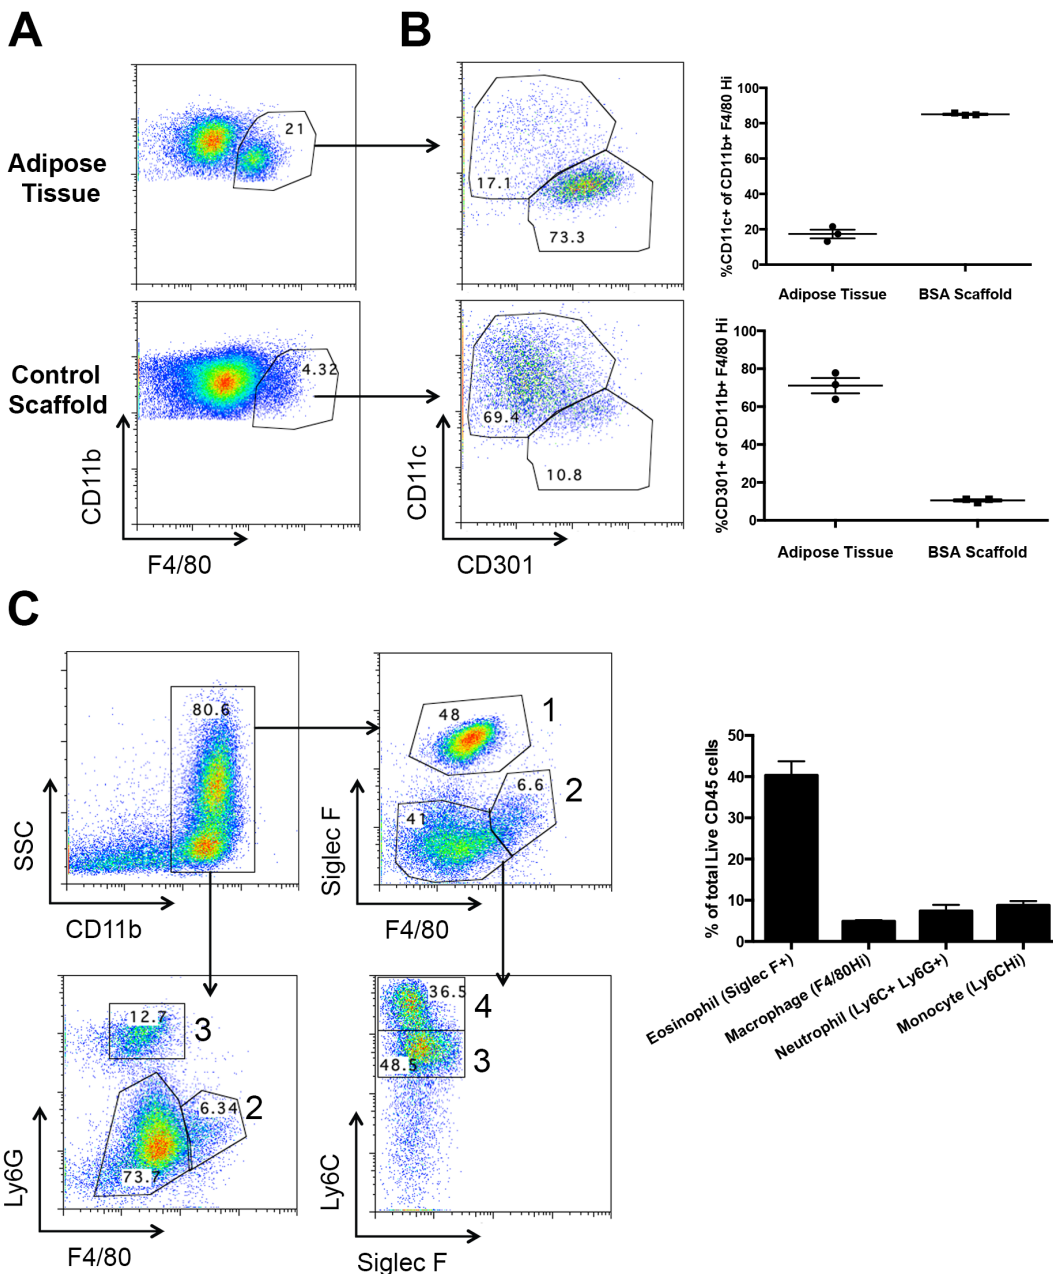 A
B
Adipose
Tissue
21
17.1
73.3
%CD11c+ of CD11b+ F4/80 Hi
100
80
60
40
20
0
Adipose Tissue
BSA Scaffold
Control
Scaffold
4.32
69.4
10.8
CD11b
F4/80
CD11c
CD301
%CD301+ of CD11b+ F4/80 Hi
100
80
60
40
20
0
Adipose Tissue
BSA Scaffold
C
80.6
SSC
CD11b
48
1
6.6
2
41
Siglec F
F4/80
% of total Live CD45 cells
50
40
30
20
10
0
Eosinophil (Siglec F+)
Macrophage (F4/80Hi)
Neutrophil (Ly6C+ Ly6G+)
Monocyte (Ly6CHi)
12.7
3
6.34
2
73.7
Ly6G
F4/80
36.5
4
48.5
3
Ly6C
Siglec F